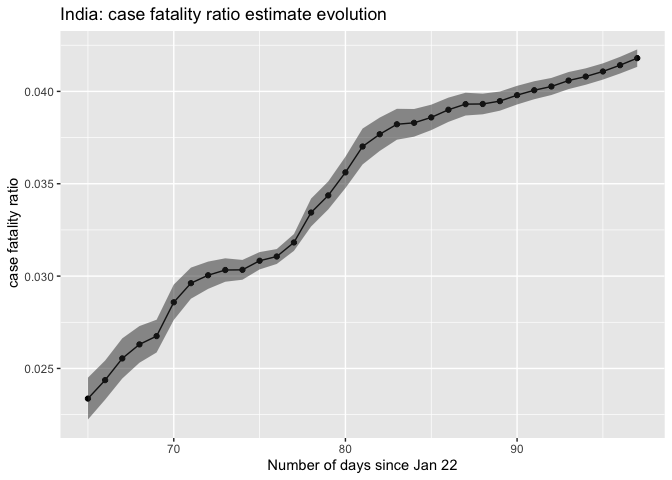 India: case fatality ratio estimate evolution
case fatality ratio
0.040
0.035
0.030
0.025
70 80 90
Number of days since Jan 22